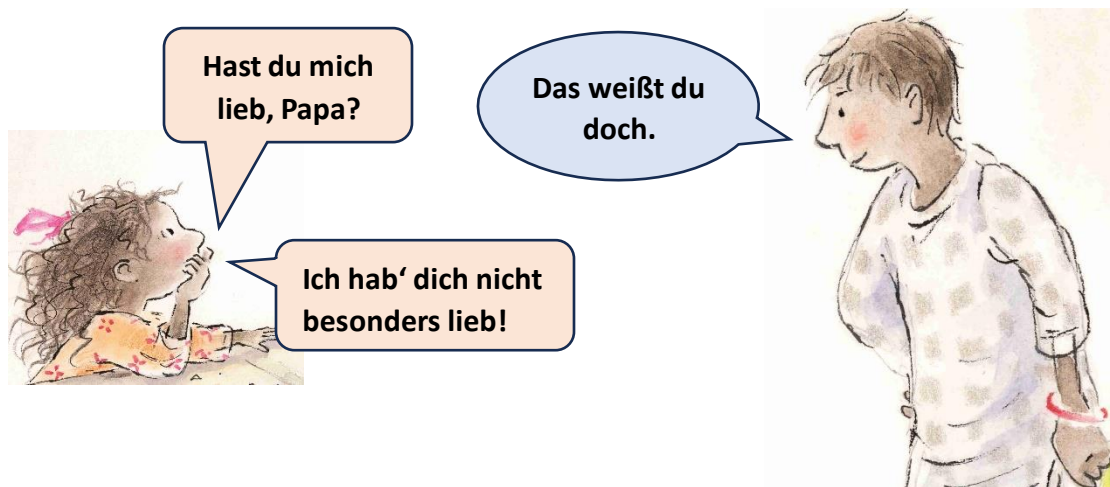 Hast du mich
lieb, Papa?
Das weißt du
doch.
Ich hab‘ dich nicht
besonders lieb!